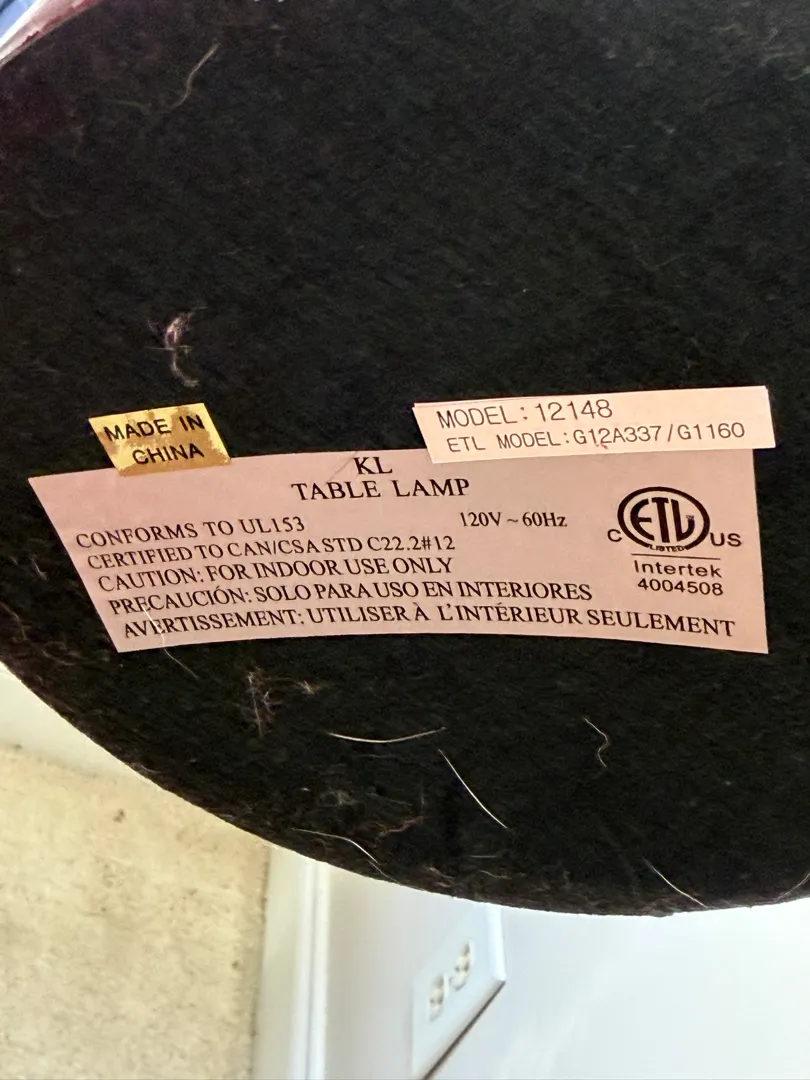 MADE IN
CHINA
MODEL:12148
ETL MODEL:G12A337/G1160
KL
TABLE LAMP
CONFORMS TO UL153
120V ~ 60Hz
CERTIFIED TO CAN/CSA STD C22.2#12
CAUTION: FOR INDOOR USE ONLY
PRECAUCIÓN: SOLO PARA USO EN INTERIORES
AVERTISSEMENT: UTILISER À L'INTÉRIEUR SEULEMENT
C ETL US
LISTED
Intertek
4004508